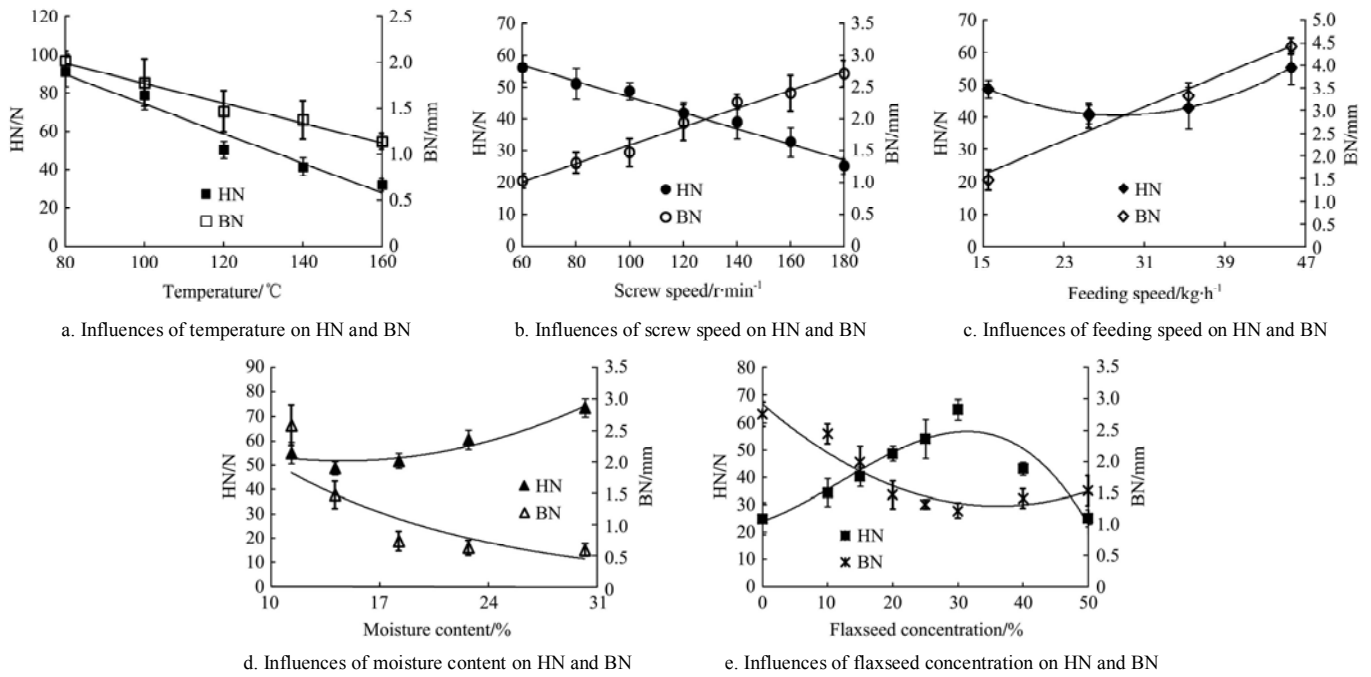 120
100
80
60
40
20
0
HN/N
2.5
2.0
1.5
1.0
0.5
0
BN/mm
HN
BN
80 100 120 140 160
Temperature/℃
a. Influences of temperature on HN and BN
70
60
50
40
30
20
10
0
HN/N
3.5
3.0
2.5
2.0
1.5
1.0
0.5
0
BN/mm
HN
BN
60 80 100 120 140 160 180
Screw speed/r·min⁻¹
b. Influences of screw speed on HN and BN
70
60
50
40
30
20
10
0
HN/N
5.0
4.5
4.0
3.5
3.0
2.5
2.0
1.5
1.0
0.5
0
BN/mm
HN
BN
15 23 31 39 47
Feeding speed/kg·h⁻¹
c. Influences of feeding speed on HN and BN
90
80
70
60
50
40
30
20
10
0
HN/N
3.5
3.0
2.5
2.0
1.5
1.0
0.5
0
BN/mm
HN
BN
10 17 24 31
Moisture content/%
d. Influences of moisture content on HN and BN
80
70
60
50
40
30
20
10
0
HN/N
3.5
3.0
2.5
2.0
1.5
1.0
0.5
0
BN/mm
HN
BN
0 10 20 30 40 50
Flaxseed concentration/%
e. Influences of flaxseed concentration on HN and BN